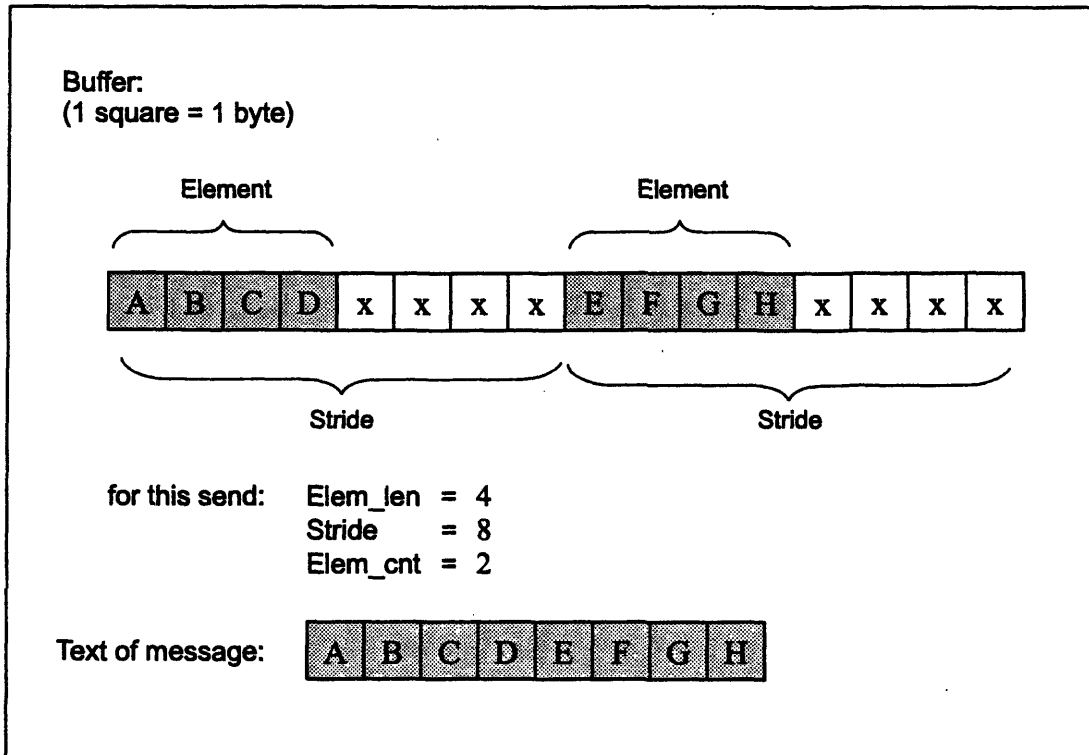 Buffer:
(1 square = 1 byte)
Element Element
A B C D x x x x E F G H x x x x
Stride Stride
for this send: Elem_len = 4
Stride = 8
Elem_cnt = 2
Text of message: A B C D E F G H